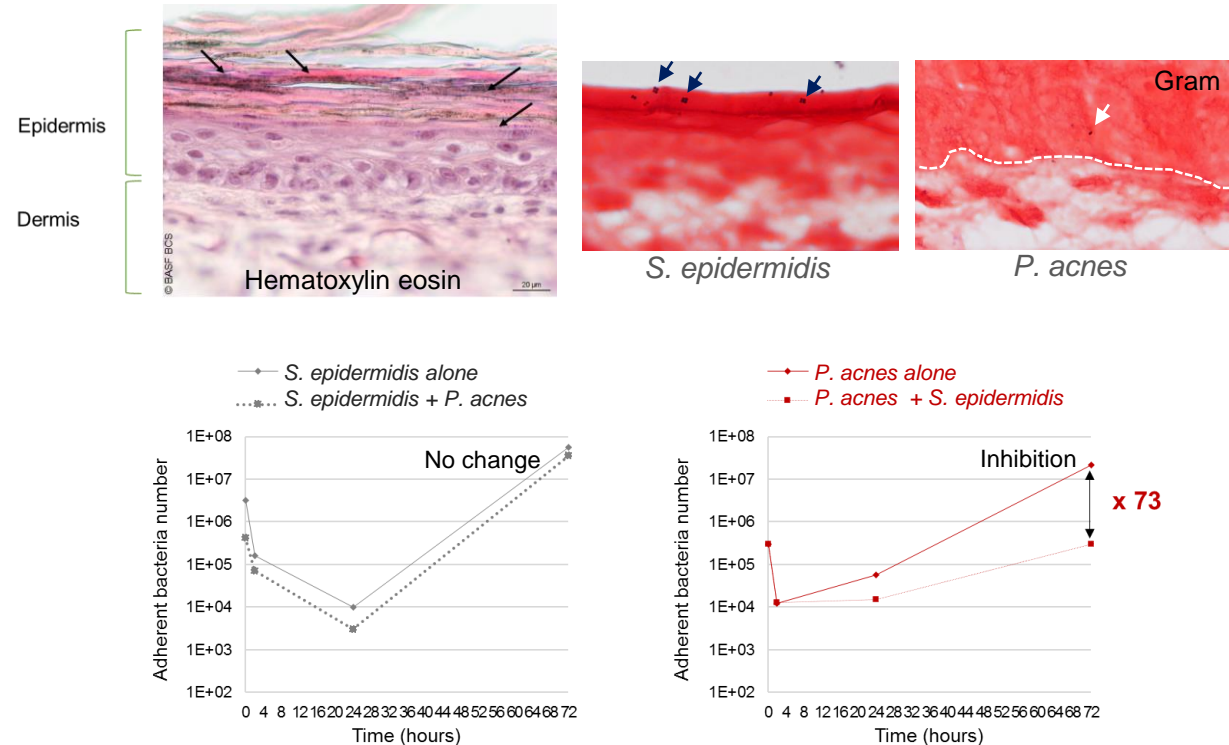 Epidermis
Dermis
© BASF BCS
Hematoxylin eosin
20 µm
Gram
S. epidermidis
P. acnes
S. epidermidis alone
S. epidermidis + P. acnes
Adherent bacteria number
1E+08
1E+07
1E+06
1E+05
1E+04
1E+03
1E+02
No change
0 4 8 12 16 20 24 28 32 36 40 44 48 52 56 60 64 68 72
Time (hours)
P. acnes alone
P. acnes + S. epidermidis
Adherent bacteria number
1E+08
1E+07
1E+06
1E+05
1E+04
1E+03
1E+02
Inhibition
x 73
0 4 8 12 16 20 24 28 32 36 40 44 48 52 56 60 64 68 72
Time (hours)